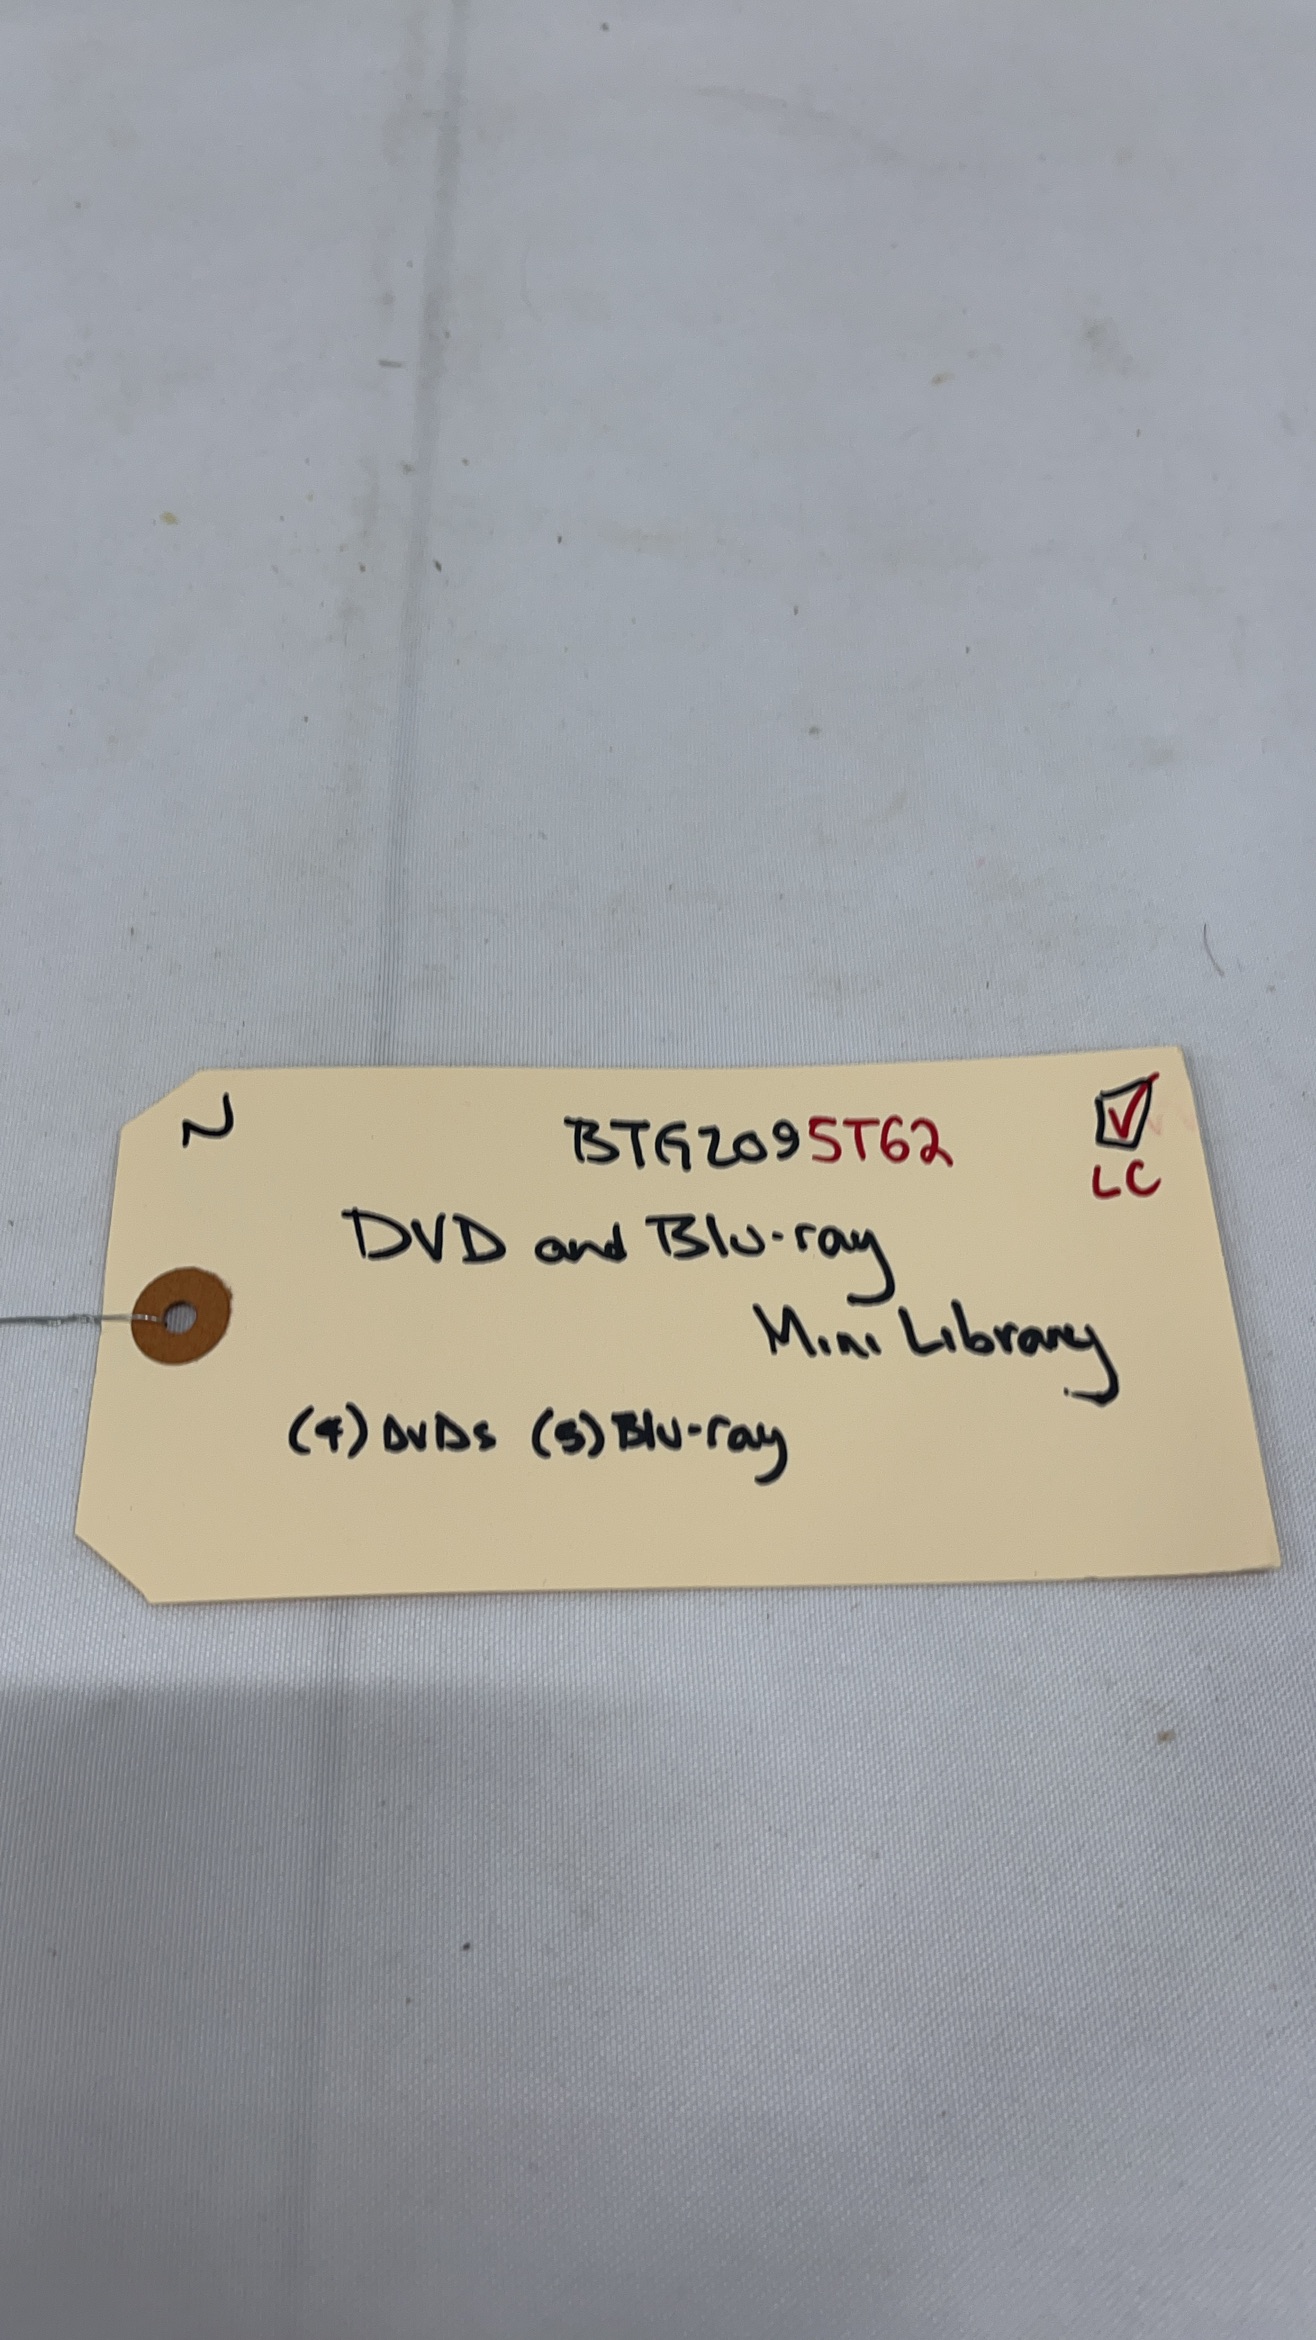 N
BTG2095T62
LC
DVD and Blu-ray
Mini Library
(4) DVDs (5) Blu-ray